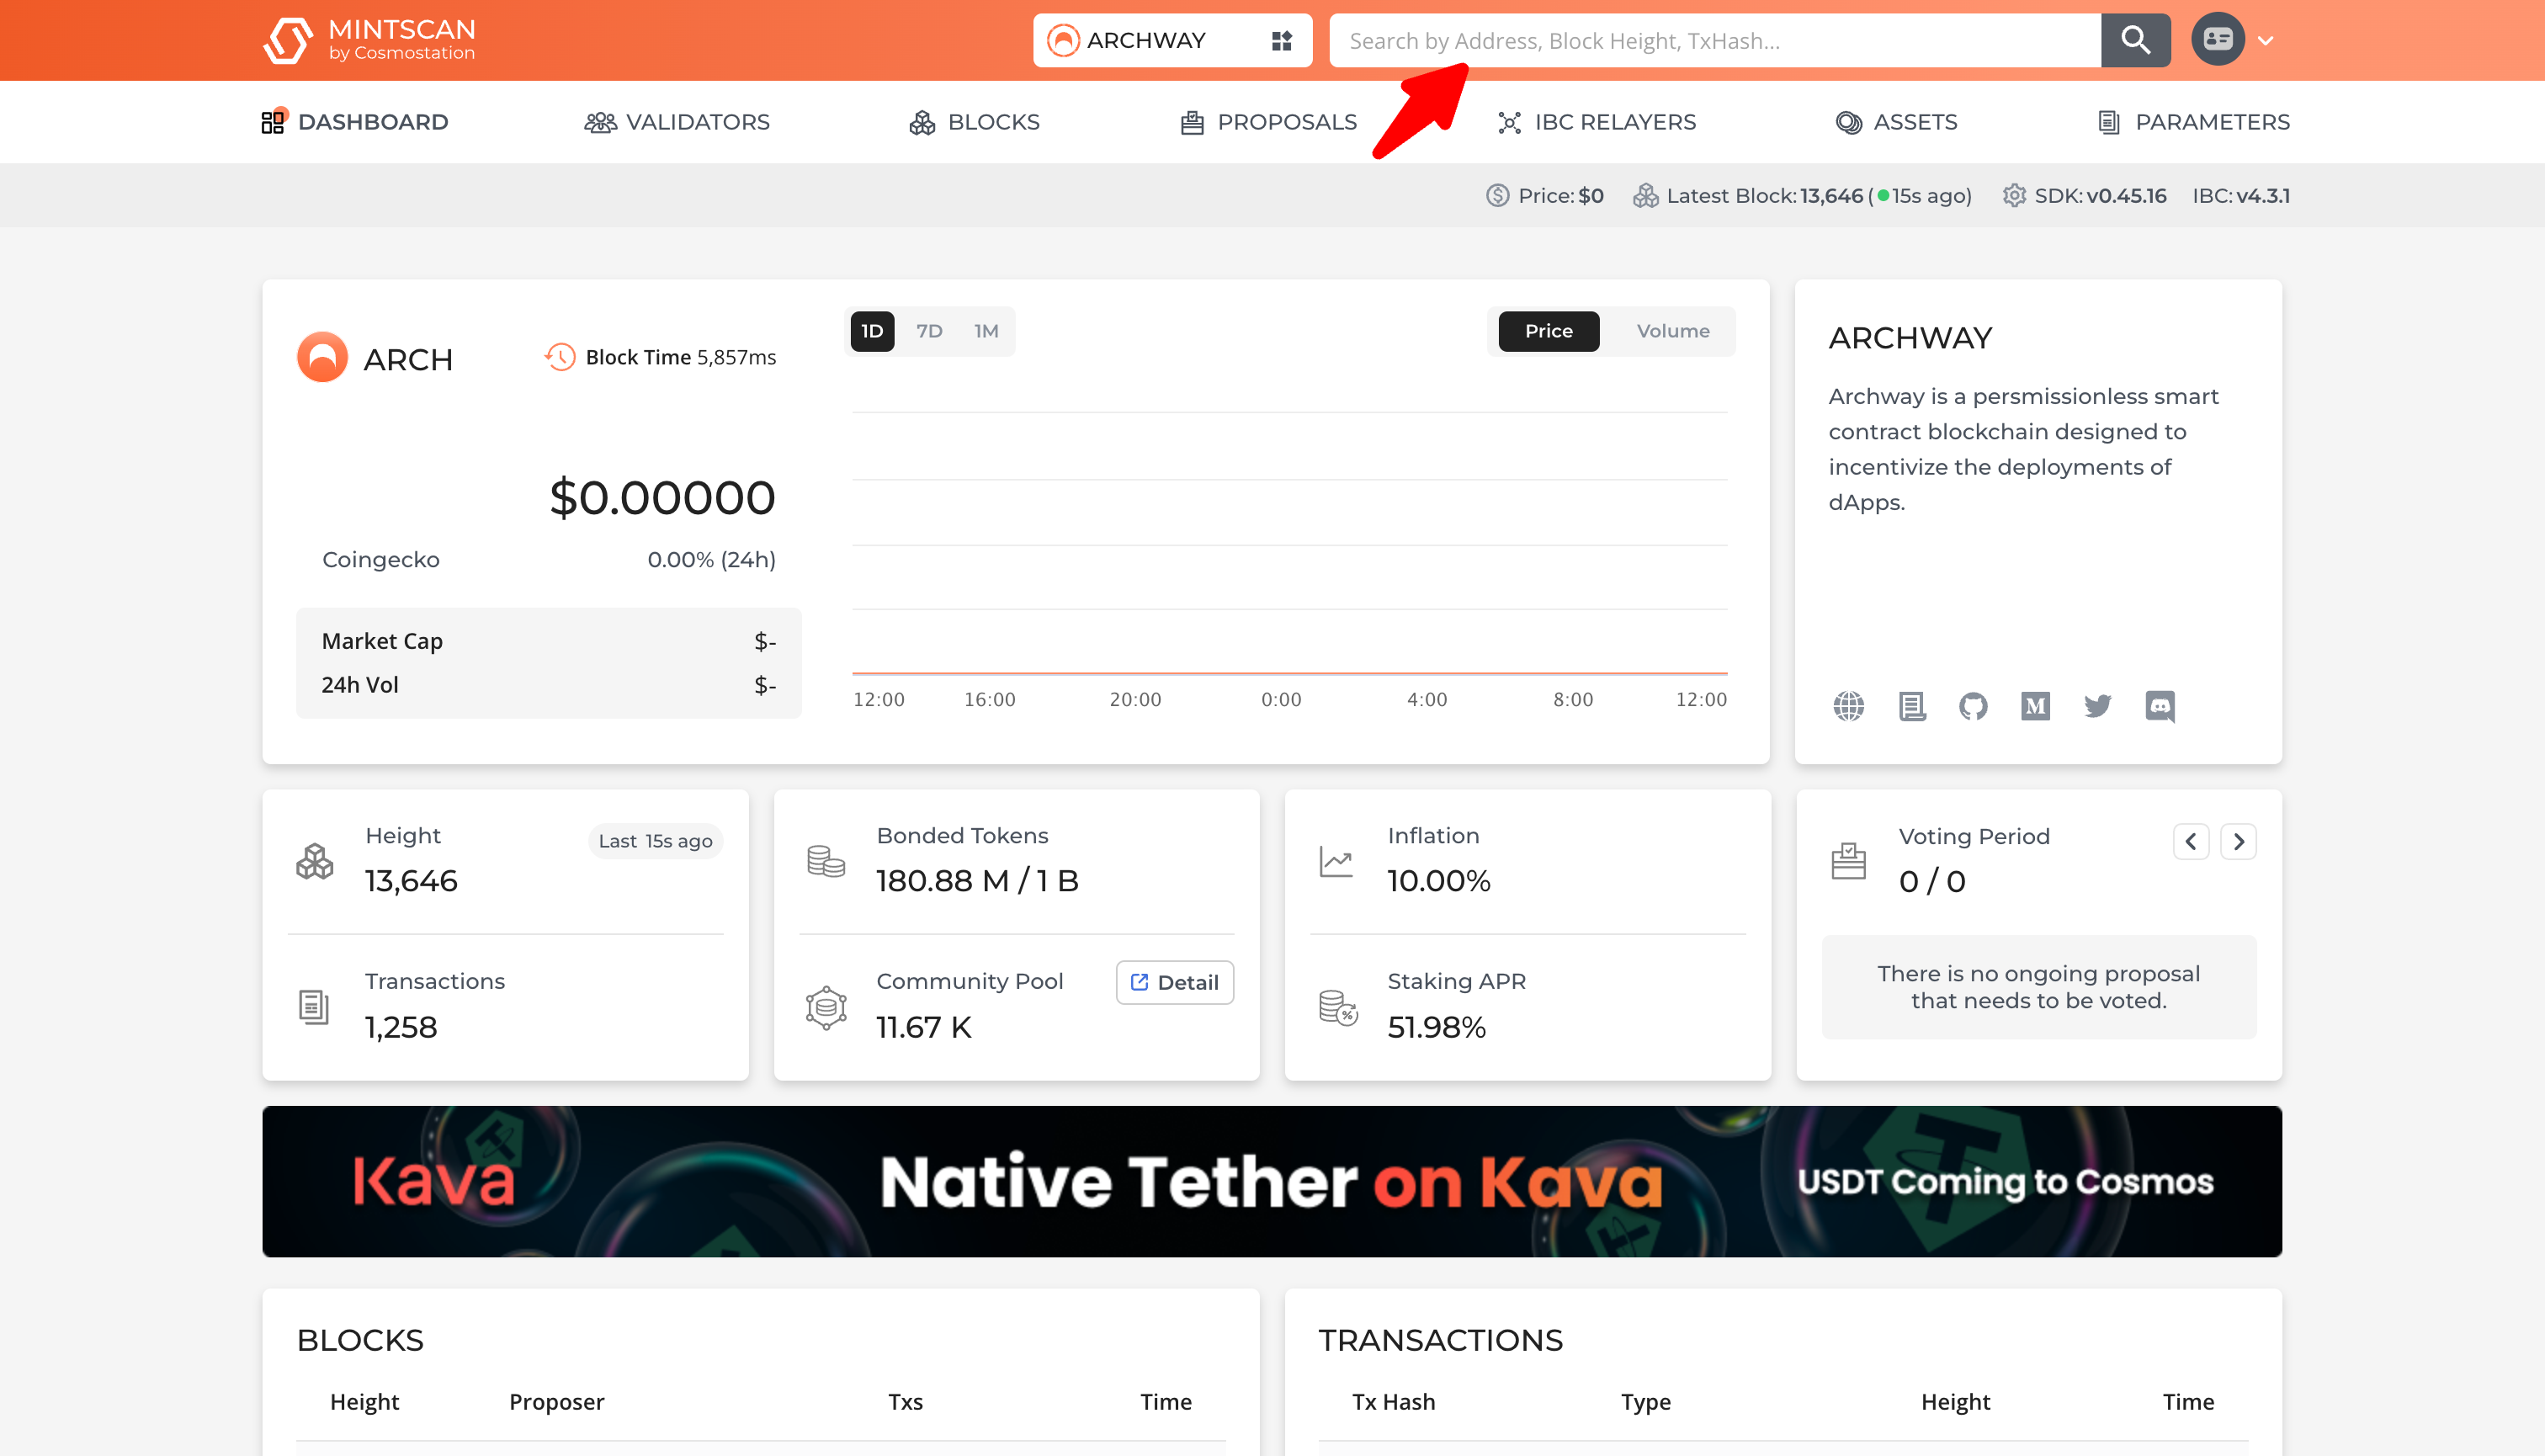 MINTSCAN
by Cosmostation
ARCHWAY
Search by Address, Block Height, TxHash...
DASHBOARD
VALIDATORS
BLOCKS
PROPOSALS
IBC RELAYERS
ASSETS
PARAMETERS
Price: $0
Latest Block: 13,646 ( 15s ago)
SDK: v0.45.16
IBC: v4.3.1
ARCH
Block Time 5,857ms
$0.00000
Coingecko 0.00% (24h)
Market Cap $-
24h Vol $-
1D 7D 1M
Price Volume
12:00 16:00 20:00 0:00 4:00 8:00 12:00
ARCHWAY
Archway is a persmissionless smart
contract blockchain designed to
incentivize the deployments of
dApps.
Height
Last 15s ago
13,646
Transactions
1,258
Bonded Tokens
180.88 M / 1 B
Community Pool
Detail
11.67 K
Inflation
10.00%
Staking APR
51.98%
Voting Period
0 / 0
There is no ongoing proposal
that needs to be voted.
Kava
Native Tether on Kava
USDT Coming to Cosmos
BLOCKS
Height Proposer Txs Time
TRANSACTIONS
Tx Hash Type Height Time